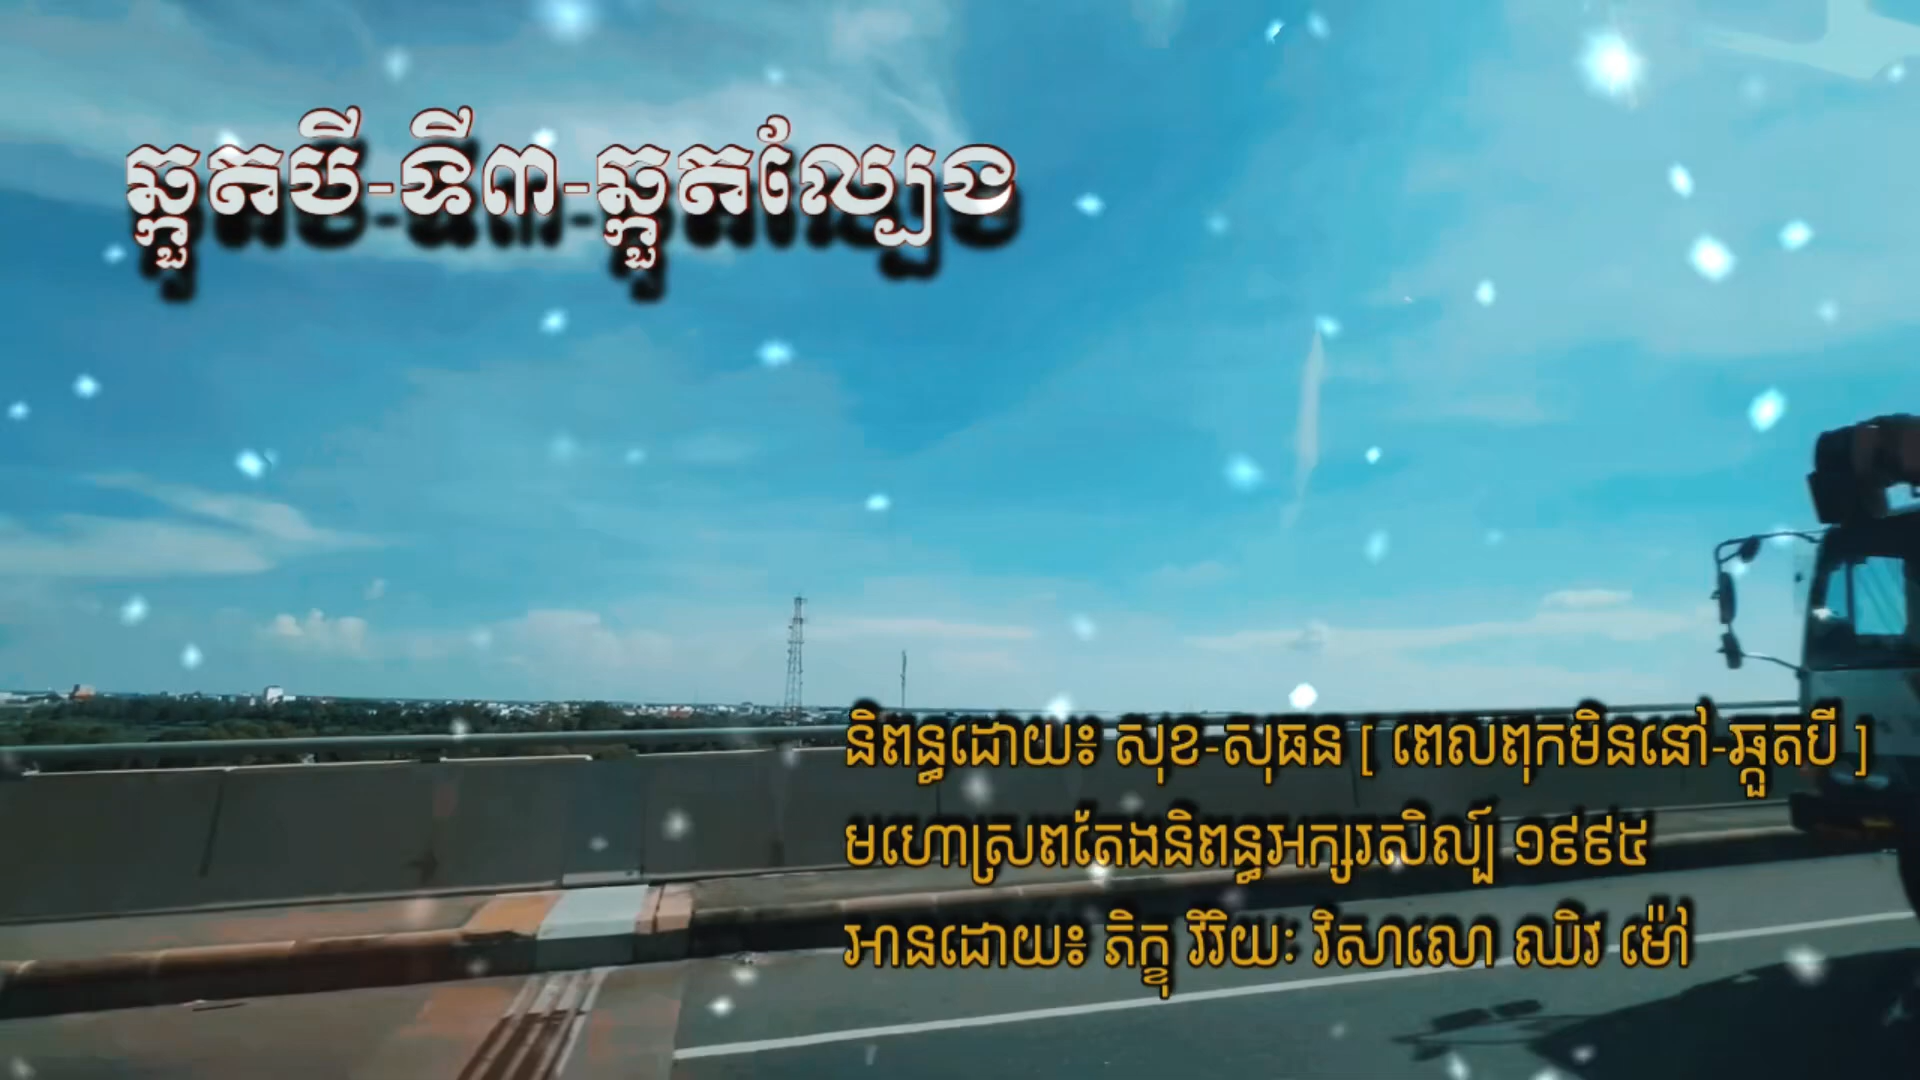 ឆ្កួតបី-ទី៣-ឆ្កួតល្បែង
និពន្ធដោយ៖ សុខ-សុធន [ ពេលពុកមិននៅ-ឆ្កួតបី ]
មហោស្រពតែងនិពន្ធអក្សរសិល្ប៍ ១៩៩៥
អានដោយ៖ ភិក្ខុ វិរិយៈ វិសាលោ ឈិវ ម៉ៅ